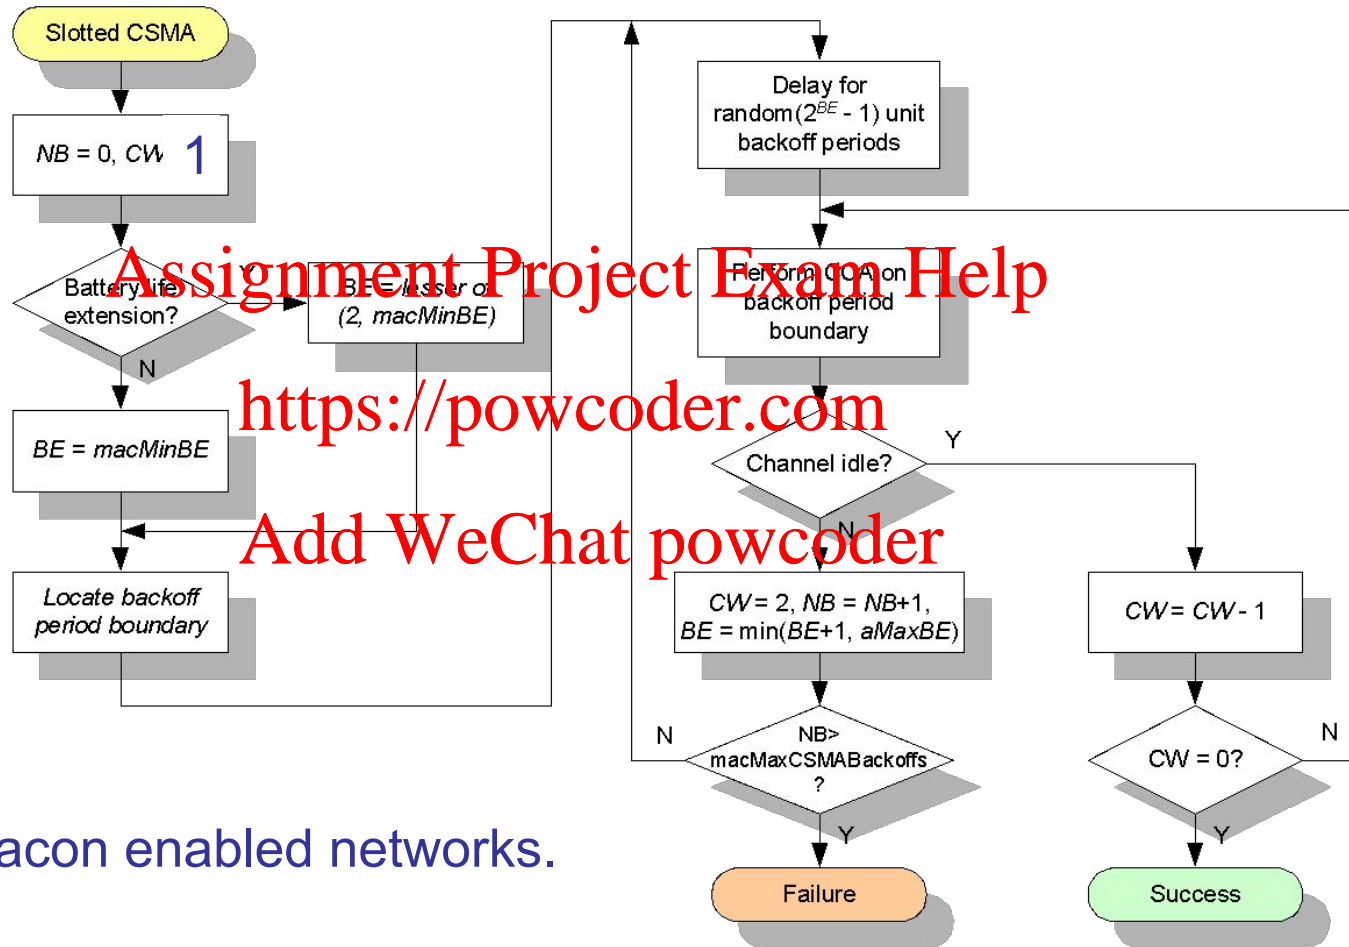 Slotted CSMA
NB = 0, CW 1
Battery life
extension?
Y
N
BE = lesser of
(2, macMinBE)
BE = macMinBE
Locate backoff
period boundary
Delay for
random(2^BE - 1) unit
backoff periods
Perform CCA on
backoff period
boundary
Channel idle?
Y
N
CW = 2, NB = NB+1,
BE = min(BE+1, aMaxBE)
CW = CW - 1
NB>
macMaxCSMABackoffs
?
N
Y
CW = 0?
N
Y
Failure
Success
Assignment Project Exam Help
https://powcoder.com
Add WeChat powcoder
acon enabled networks.